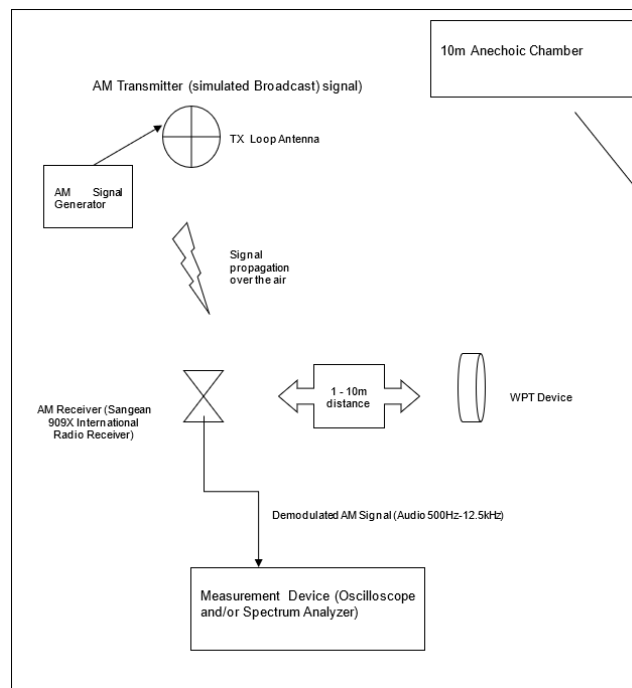 10m Anechoic Chamber
AM Transmitter (simulated Broadcast) signal)
TX Loop Antenna
AM Signal
Generator
Signal
propagation
over the air
1 - 10m
distance
WPT Device
AM Receiver (Sangean
909X International
Radio Receiver)
Demodulated AM Signal (Audio 500Hz-12.5kHz)
Measurement Device (Oscilloscope
and/or Spectrum Analyzer)